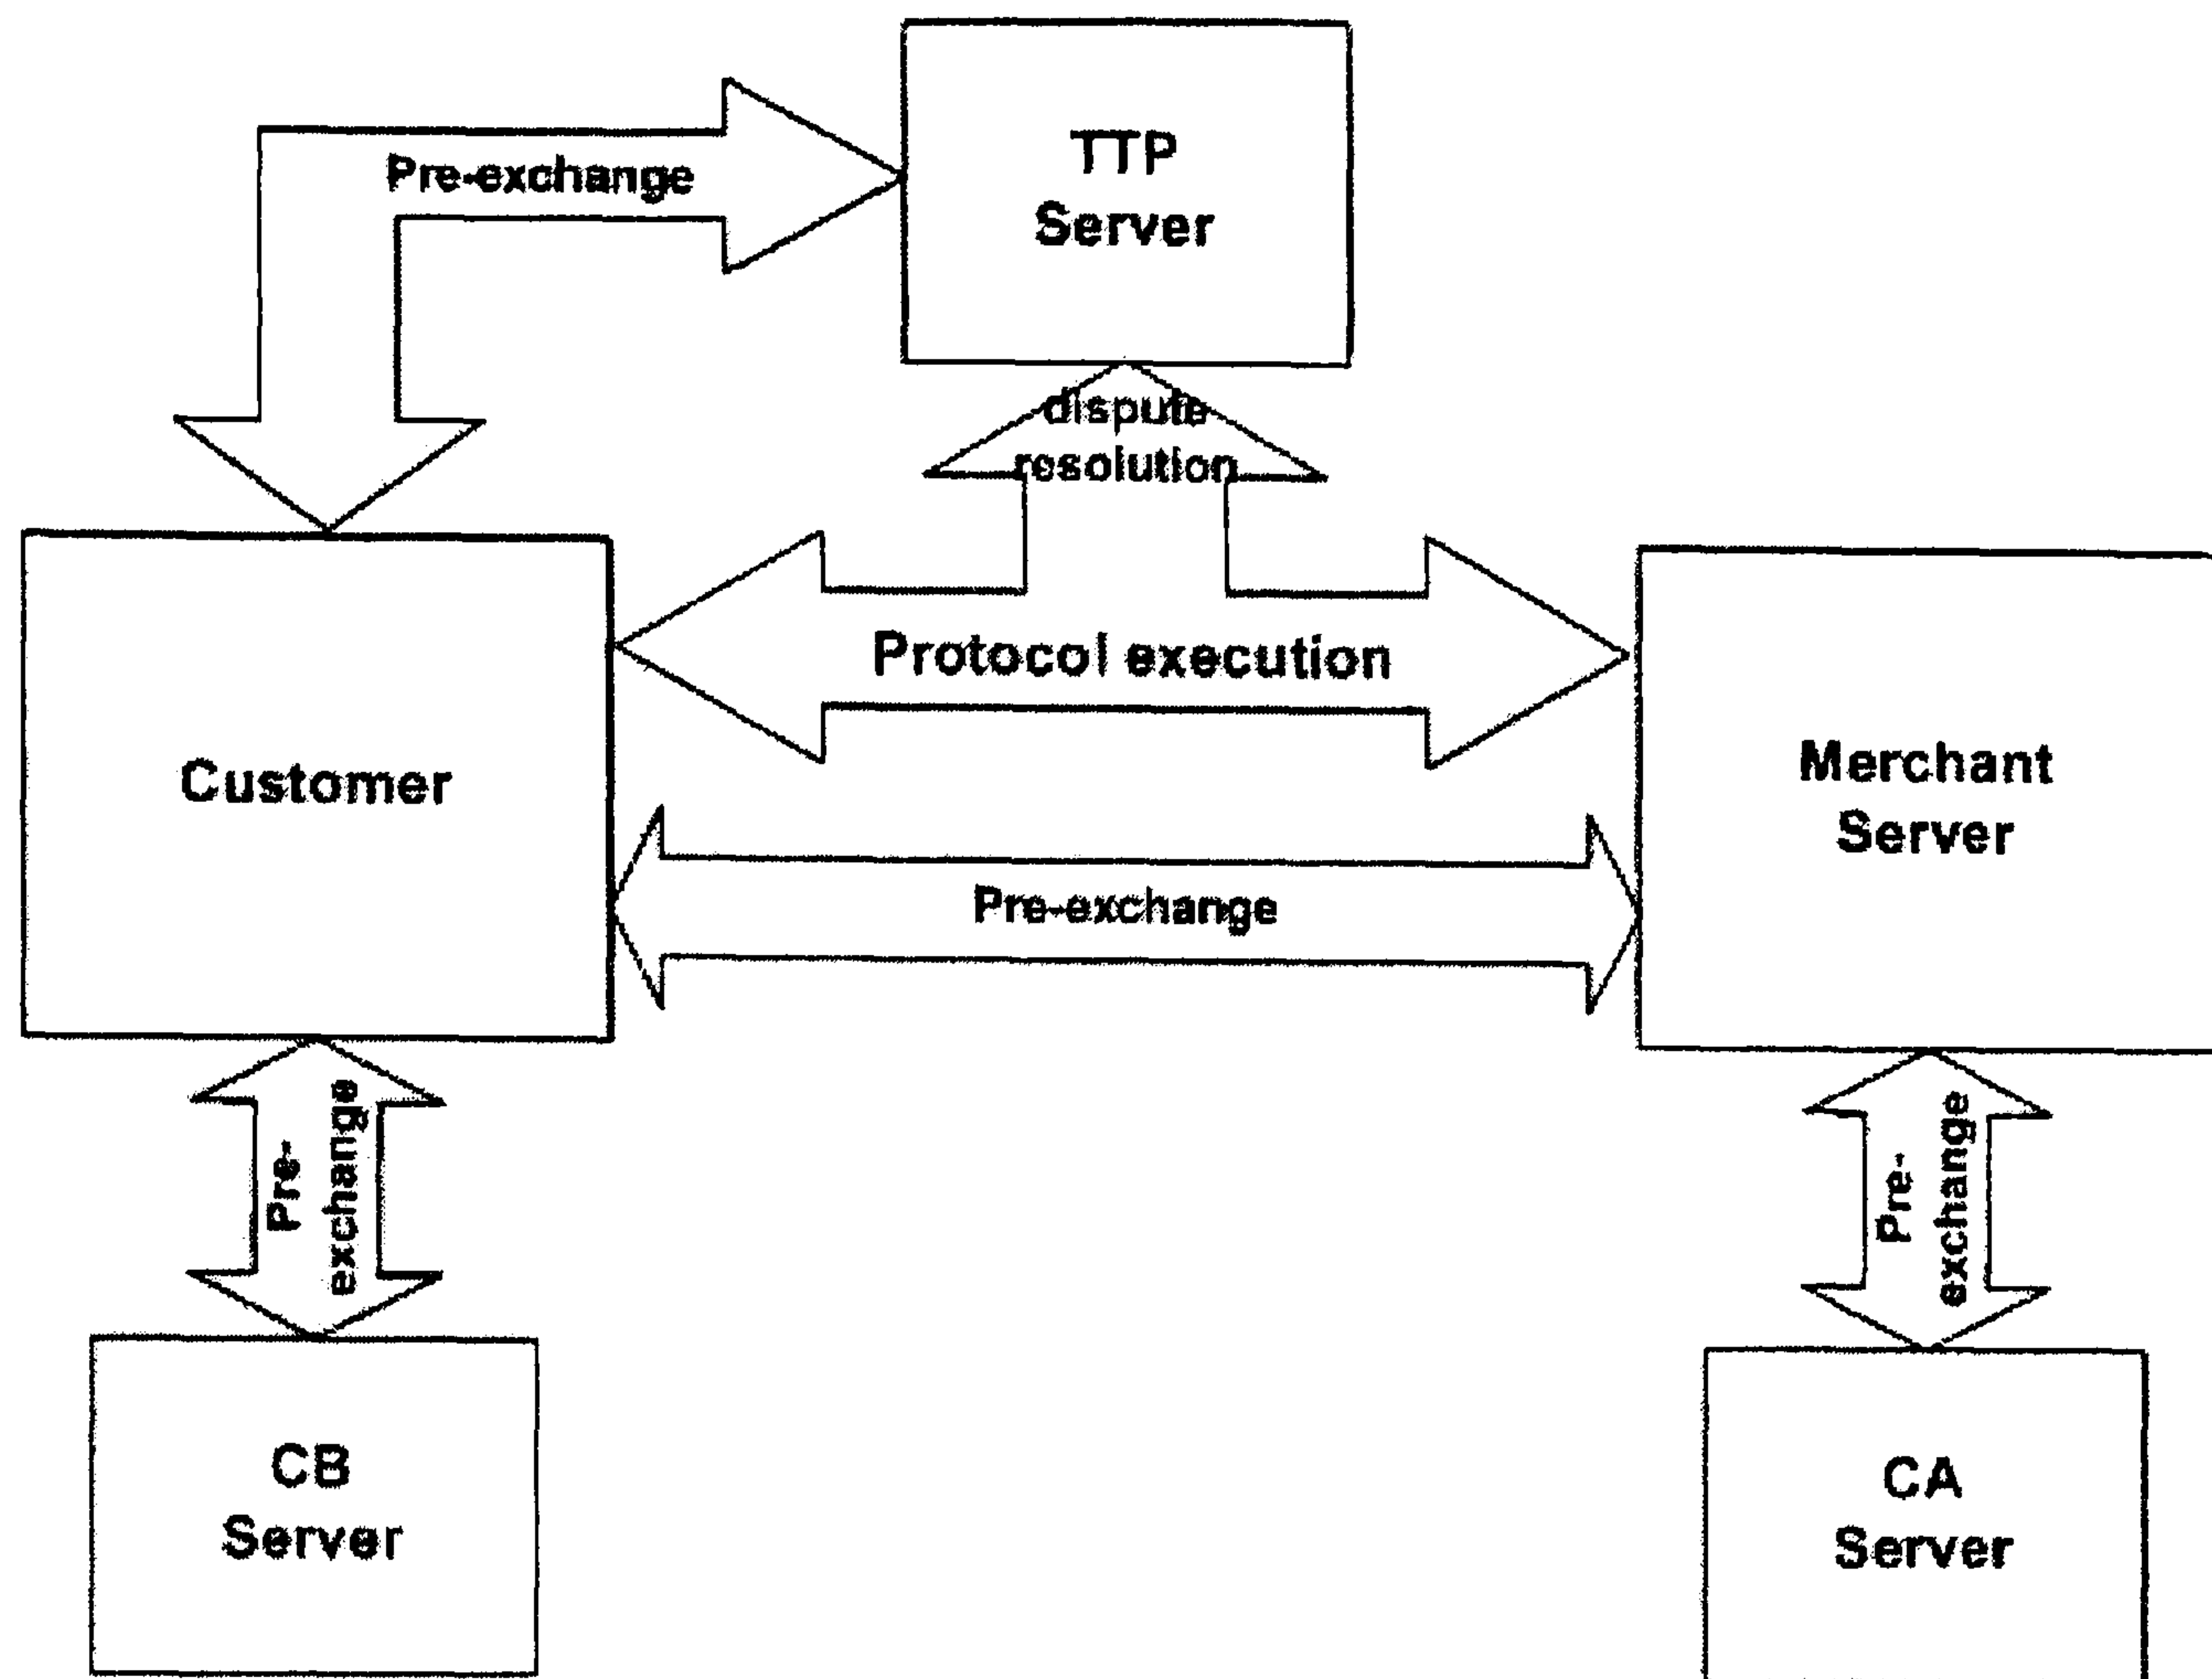 TTP
Server
Pre-exchange
dispute
resolution
Protocol execution
Customer
Merchant
Server
Pre-exchange
Pre-
exchange
Pre-
exchange
CB
Server
CA
Server